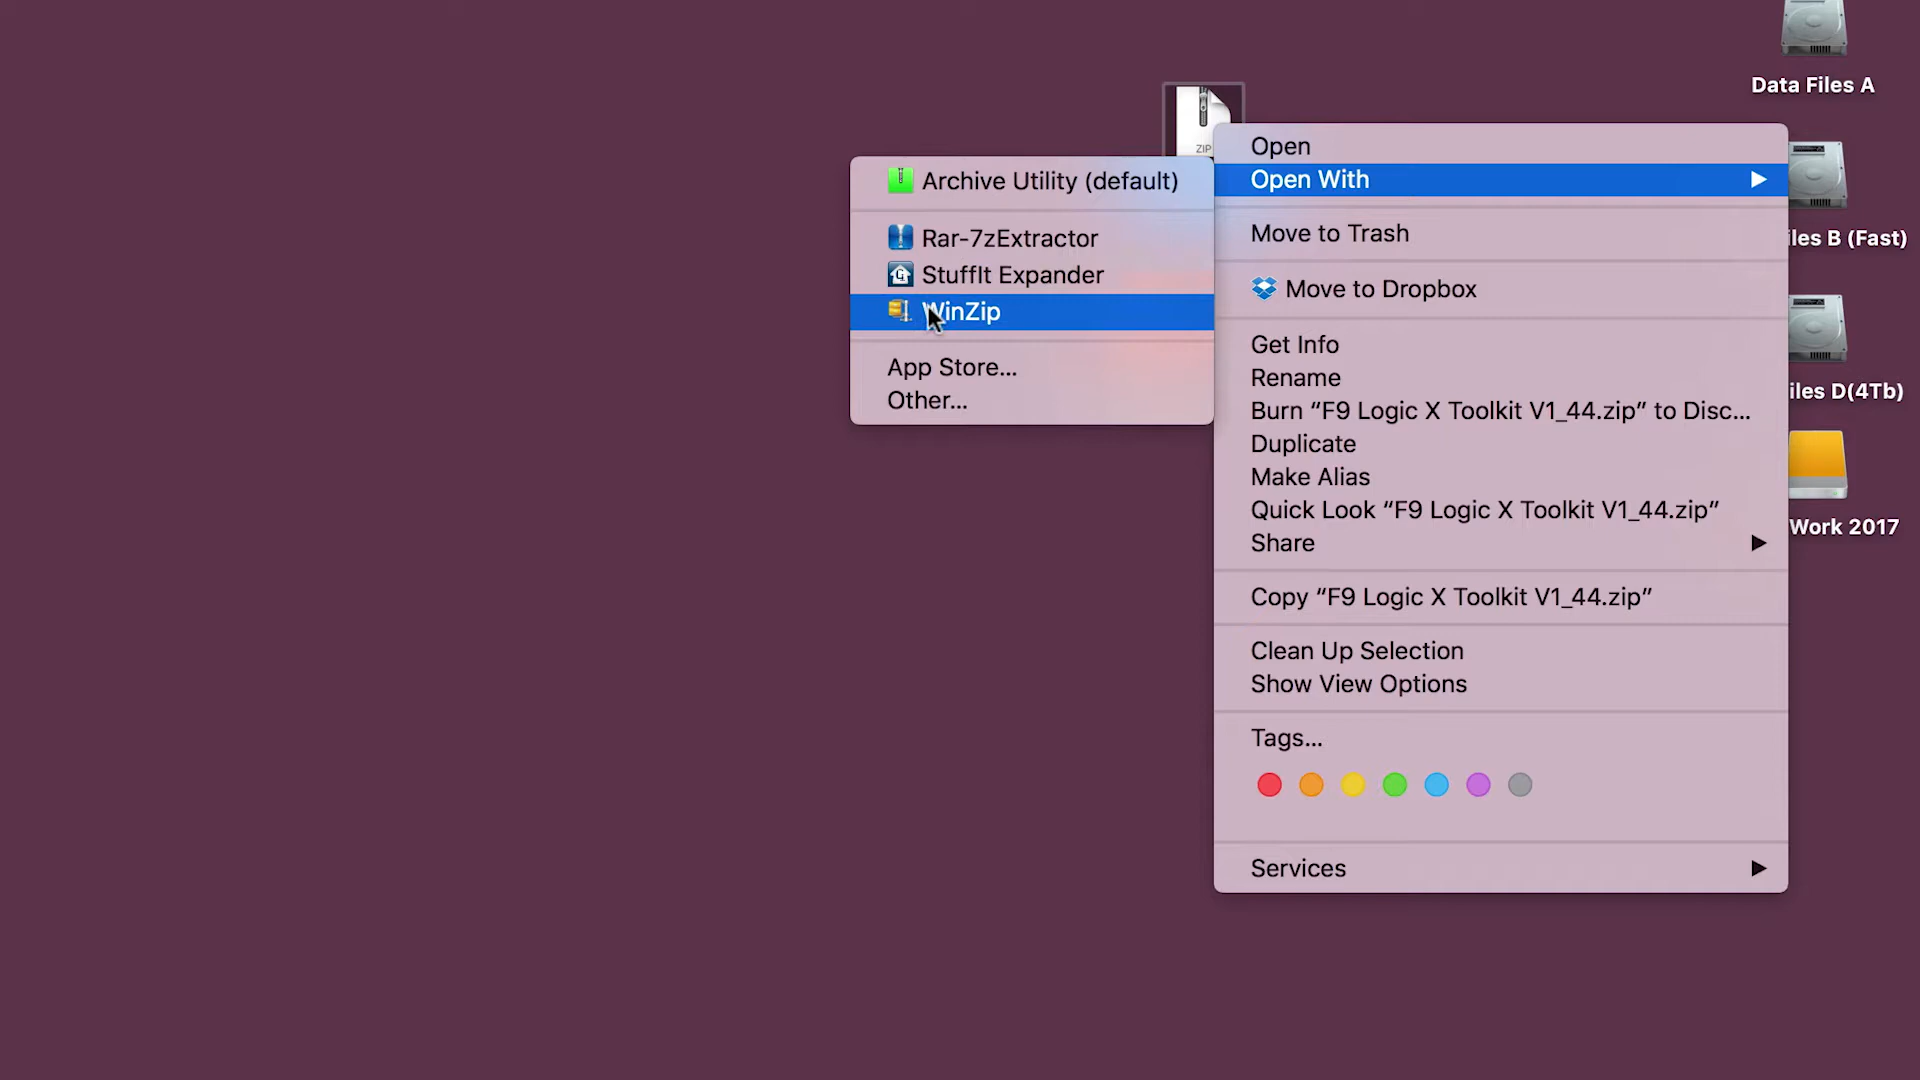 Data Files A
ZIP
Open
Open With
Archive Utility (default)
Rar-7zExtractor
StuffIt Expander
WinZip
App Store...
Other...
Move to Trash
Move to Dropbox
Get Info
Rename
Burn “F9 Logic X Toolkit V1_44.zip” to Disc...
Duplicate
Make Alias
Quick Look “F9 Logic X Toolkit V1_44.zip”
Share
Copy “F9 Logic X Toolkit V1_44.zip”
Clean Up Selection
Show View Options
Tags...
Services
iles B (Fast)
iles D(4Tb)
Work 2017